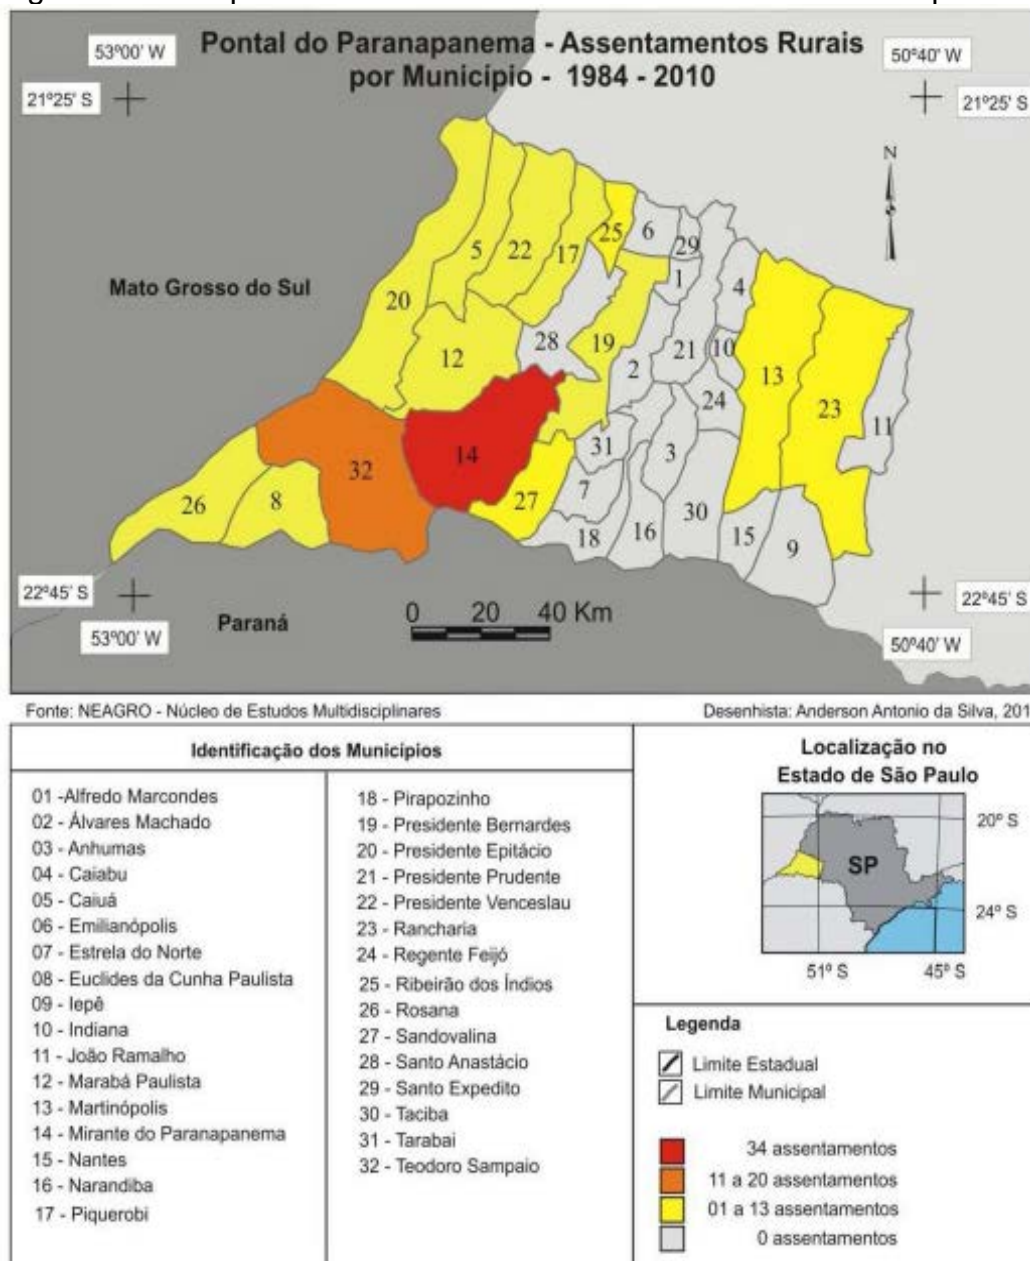 Pontal do Paranapanema - Assentamentos Rurais
por Município - 1984 - 2010
53º00' W
50º40' W
21º25' S
21º25' S
N
Mato Grosso do Sul
Paraná
20
5
22
17
25
6
29
1
4
28
19
12
2
21
10
13
23
11
24
14
31
3
32
27
7
30
26
8
18
16
15
9
22º45' S
22º45' S
53º00' W
50º40' W
0 20 40 Km
Fonte: NEAGRO - Núcleo de Estudos Multidisciplinares
Desenhista: Anderson Antonio da Silva, 201
Identificação dos Municípios
01 -Alfredo Marcondes
02 - Álvares Machado
03 - Anhumas
04 - Caiabu
05 - Caiuá
06 - Emilianópolis
07 - Estrela do Norte
08 - Euclides da Cunha Paulista
09 - Iepê
10 - Indiana
11 - João Ramalho
12 - Marabá Paulista
13 - Martinópolis
14 - Mirante do Paranapanema
15 - Nantes
16 - Narandiba
17 - Piquerobi
18 - Pirapozinho
19 - Presidente Bernardes
20 - Presidente Epitácio
21 - Presidente Prudente
22 - Presidente Venceslau
23 - Rancharia
24 - Regente Feijó
25 - Ribeirão dos Índios
26 - Rosana
27 - Sandovalina
28 - Santo Anastácio
29 - Santo Expedito
30 - Taciba
31 - Tarabai
32 - Teodoro Sampaio
Localização no
Estado de São Paulo
20º S
SP
24º S
51º S
45º S
Legenda
Limite Estadual
Limite Municipal
34 assentamentos
11 a 20 assentamentos
01 a 13 assentamentos
0 assentamentos